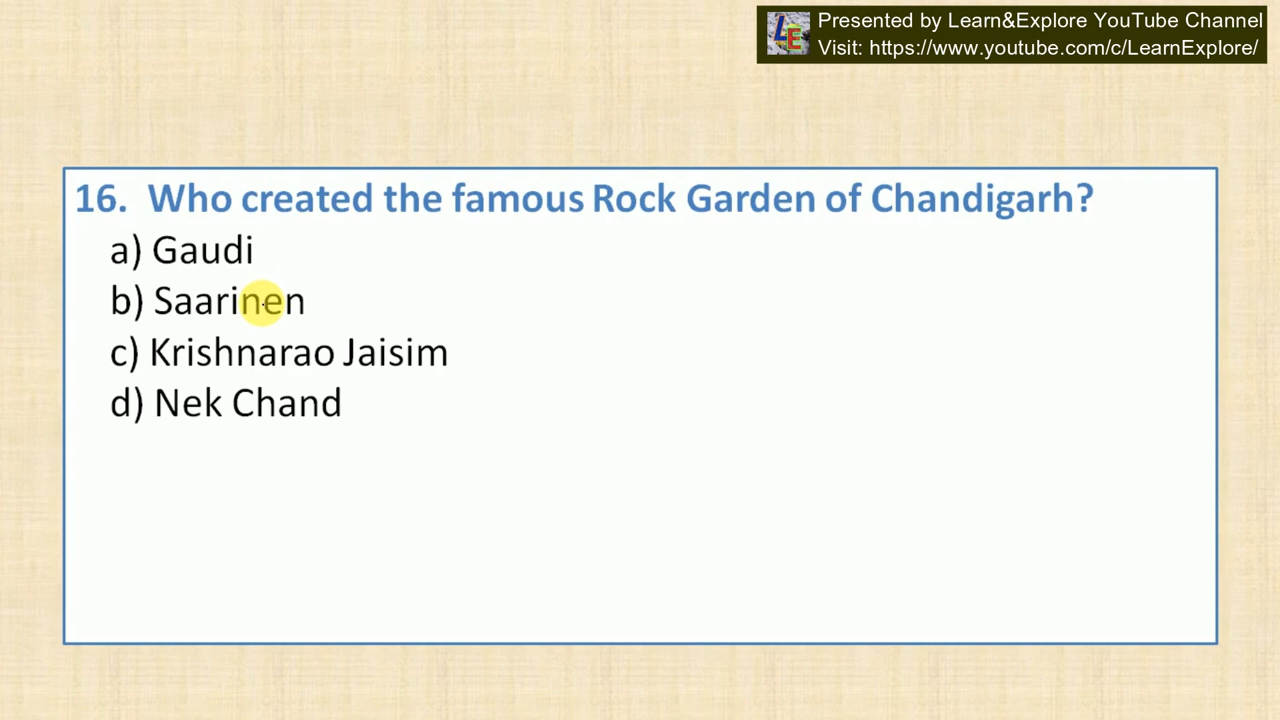 Presented by Learn&Explore YouTube Channel
Visit: https://www.youtube.com/c/LearnExplore/
LE
16. Who created the famous Rock Garden of Chandigarh?
a) Gaudi
b) Saarinen
c) Krishnarao Jaisim
d) Nek Chand